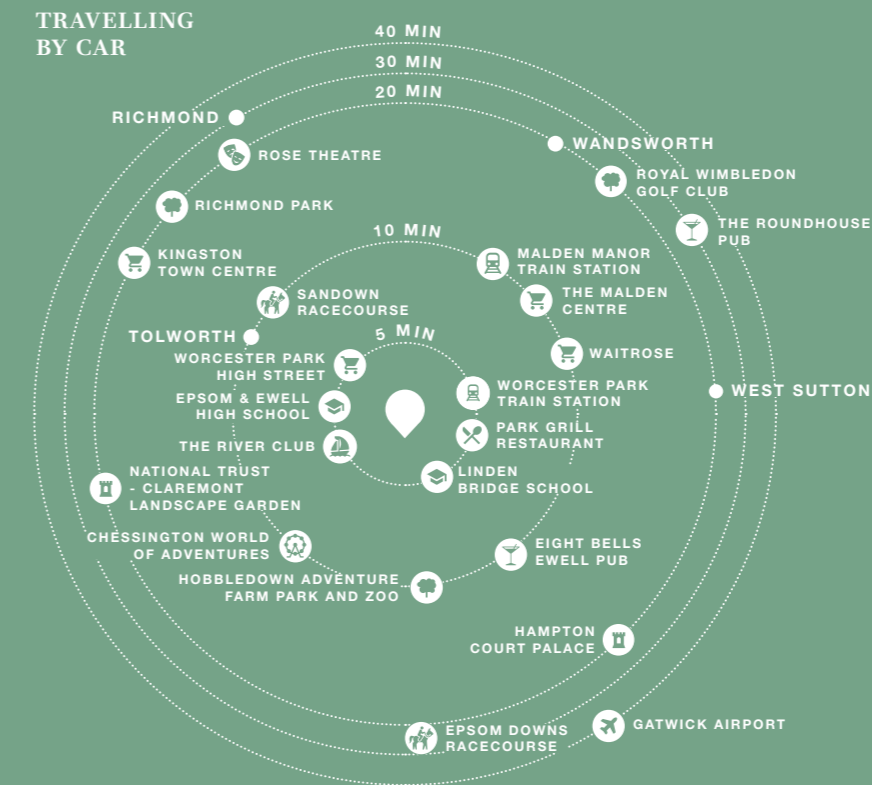 TRAVELLING
BY CAR
40 MIN
30 MIN
20 MIN
RICHMOND
WANDSWORTH
ROSE THEATRE
ROYAL WIMBLEDON
GOLF CLUB
RICHMOND PARK
THE ROUNDHOUSE
PUB
10 MIN
KINGSTON
TOWN CENTRE
MALDEN MANOR
TRAIN STATION
SANDOWN
RACECOURSE
THE MALDEN
CENTRE
TOLWORTH
5 MIN
WORCESTER PARK
HIGH STREET
WAITROSE
WORCESTER PARK
TRAIN STATION
WEST SUTTON
EPSOM & EWELL
HIGH SCHOOL
PARK GRILL
RESTAURANT
THE RIVER CLUB
LINDEN
BRIDGE SCHOOL
NATIONAL TRUST
- CLAREMONT
LANDSCAPE GARDEN
CHESSINGTON WORLD
OF ADVENTURES
EIGHT BELLS
EWELL PUB
HOBBLEDOWN ADVENTURE
FARM PARK AND ZOO
HAMPTON
COURT PALACE
EPSOM DOWNS
RACECOURSE
GATWICK AIRPORT